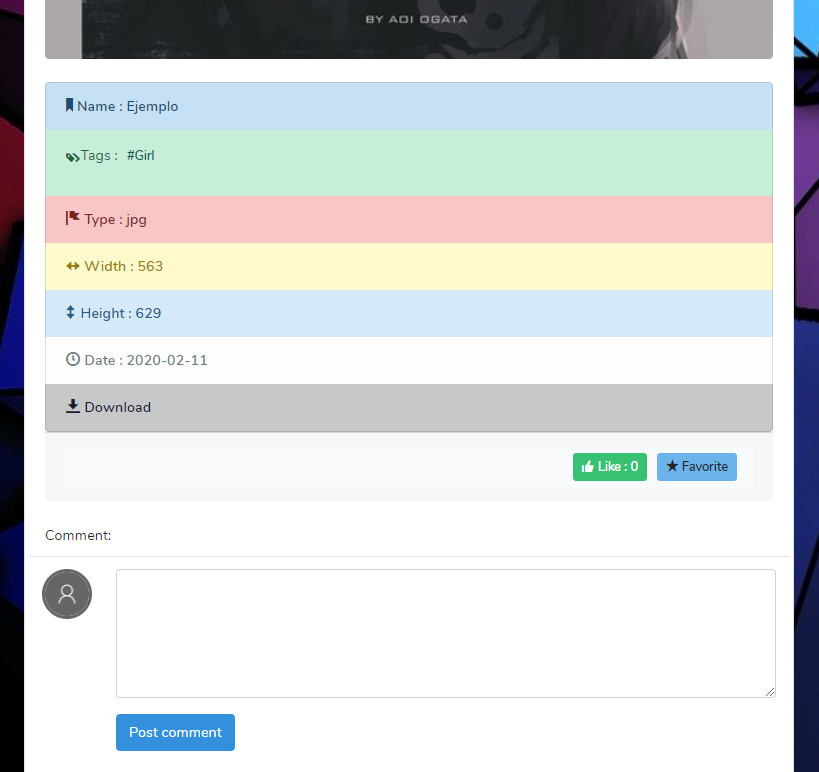 BY AOI OGATA
Name : Ejemplo
Tags : #Girl
Type : jpg
Width : 563
Height : 629
Date : 2020-02-11
Download
Like : 0 Favorite
Comment:
Post comment